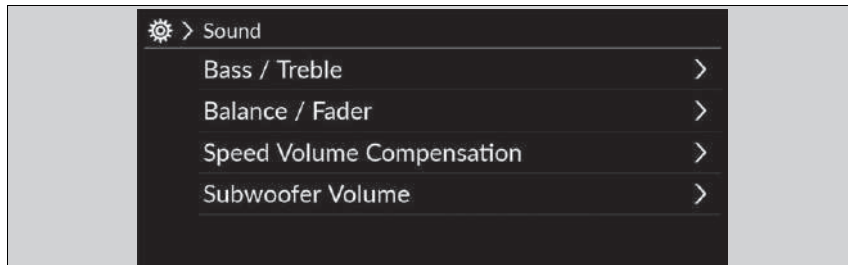 Sound
Bass / Treble
Balance / Fader
Speed Volume Compensation
Subwoofer Volume